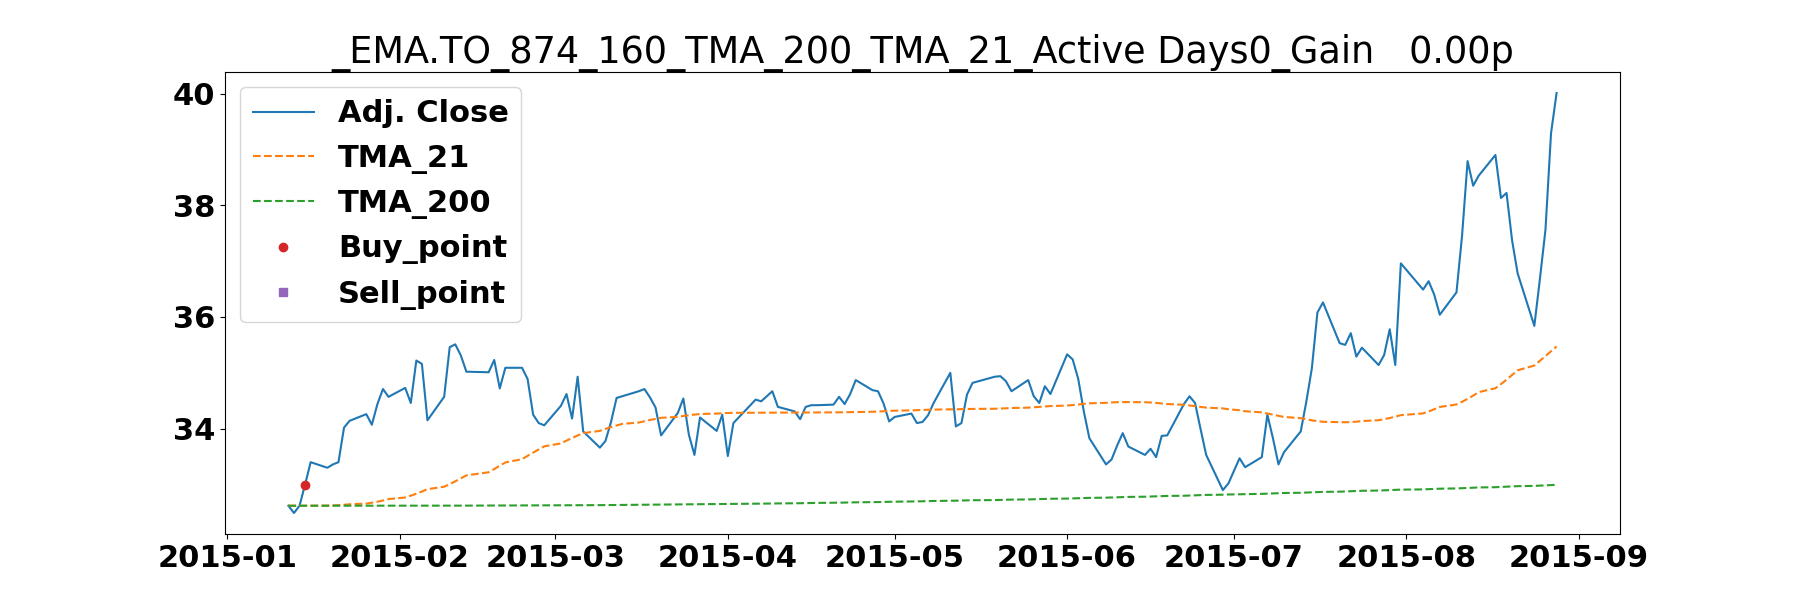 _EMA.TO_874_160_TMA_200_TMA_21_Active Days0_Gain   0.00p
40
38
36
34
Adj. Close
TMA_21
TMA_200
Buy_point
Sell_point
2015-01 2015-02 2015-03 2015-04 2015-05 2015-06 2015-07 2015-08 2015-09